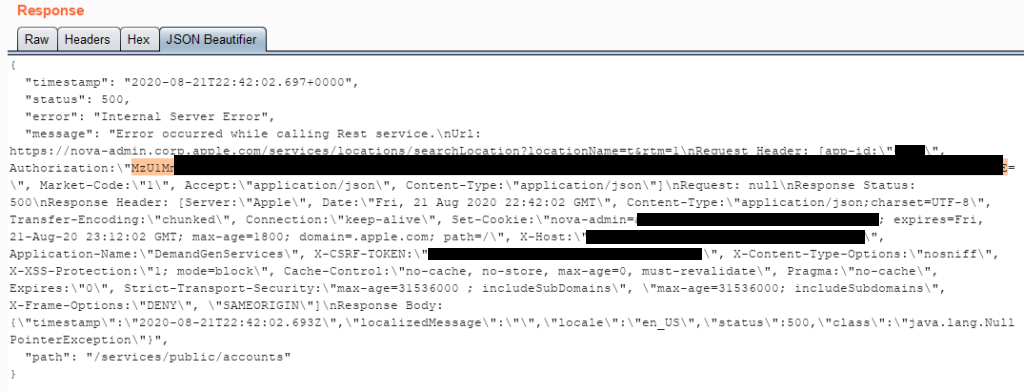 Response
Raw Headers Hex JSON Beautifier
{
"timestamp": "2020-08-21T22:42:02.697+0000",
"status": 500,
"error": "Internal Server Error",
"message": "Error occurred while calling Rest service.\nUrl:
https://nova-admin.corp.apple.com/services/locations/searchLocation?locationName=t&rtm=1\nRequest Header: [app-id:\" \",
Authorization:\" =
\", Market-Code:\"1\", Accept:\"application/json\", Content-Type:\"application/json\"]\nRequest: null\nResponse Status:
500\nResponse Header: [Server:\"Apple\", Date:\"Fri, 21 Aug 2020 22:42:02 GMT\", Content-Type:\"application/json;charset=UTF-8\",
Transfer-Encoding:\"chunked\", Connection:\"keep-alive\", Set-Cookie:\"nova-admin= ; expires=Fri,
21-Aug-20 23:12:02 GMT; max-age=1800; domain=.apple.com; path=/\", X-Host:\" \",
Application-Name:\"DemandGenServices\", X-CSRF-TOKEN:\" \", X-Content-Type-Options:\"nosniff\",
X-XSS-Protection:\"1; mode=block\", Cache-Control:\"no-cache, no-store, max-age=0, must-revalidate\", Pragma:\"no-cache\",
Expires:\"0\", Strict-Transport-Security:\"max-age=31536000 ; includeSubDomains\", \"max-age=31536000; includeSubdomains\",
X-Frame-Options:\"DENY\", \"SAMEORIGIN\"]\nResponse Body:
{\"timestamp\":\"2020-08-21T22:42:02.693Z\",\"localizedMessage\":\"\",\"locale\":\"en_US\",\"status\":500,\"class\":\"java.lang.Null
PointerException\"}",
"path": "/services/public/accounts"
}